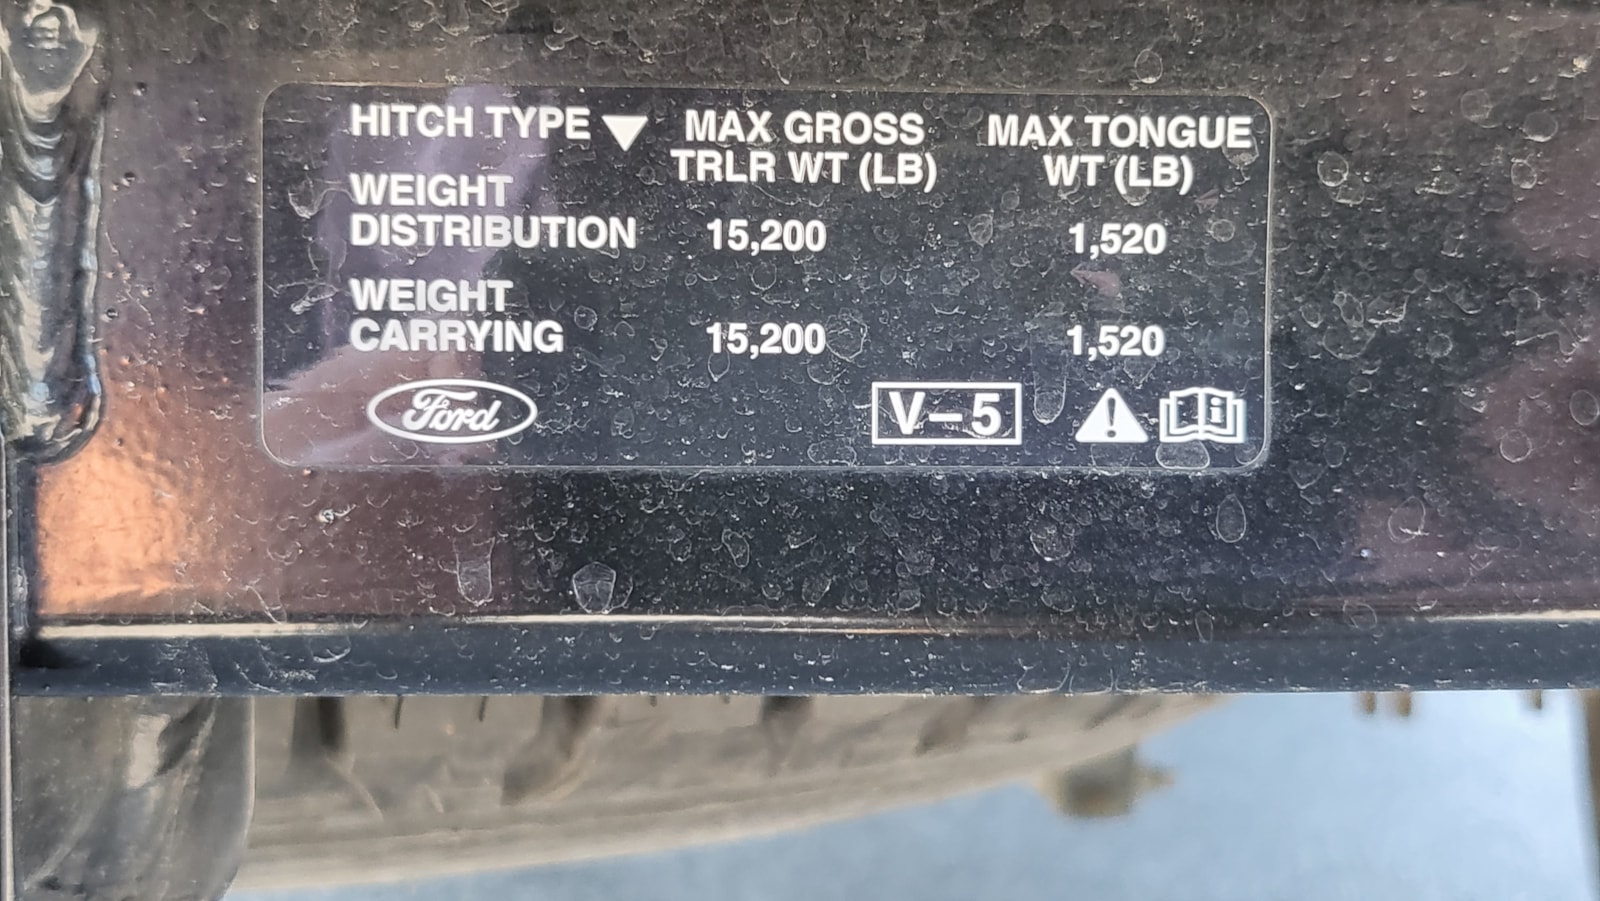 HITCH TYPE ▼ MAX GROSS TRLR WT (LB) MAX TONGUE WT (LB)
WEIGHT DISTRIBUTION 15,200 1,520
WEIGHT CARRYING 15,200 1,520
Ford V-5